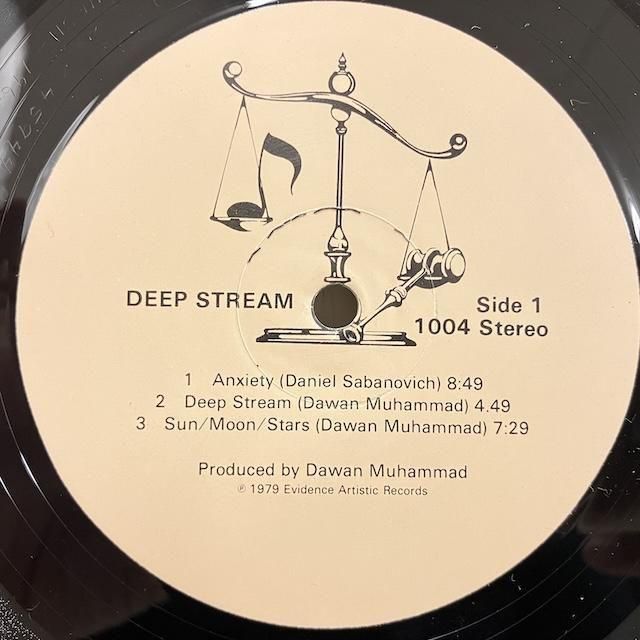 DEEP STREAM
Side 1
1004 Stereo
1 Anxiety (Daniel Sabanovich) 8:49
2 Deep Stream (Dawan Muhammad) 4.49
3 Sun/Moon/Stars (Dawan Muhammad) 7:29
Produced by Dawan Muhammad
℗ 1979 Evidence Artistic Records